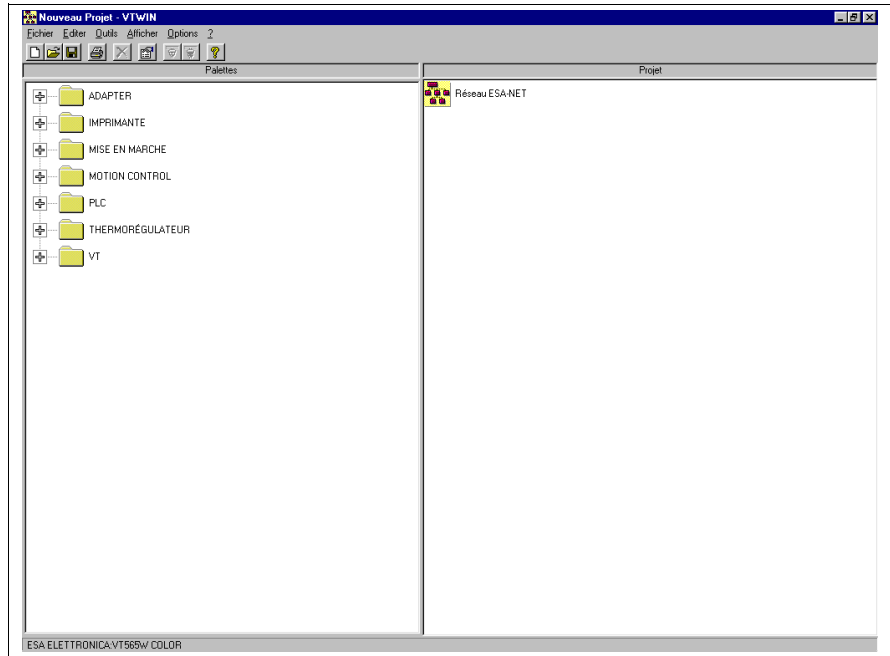 Nouveau Projet - VTWIN
Fichier Editer Outils Afficher Options ?
Palettes
Projet
ADAPTER
IMPRIMANTE
MISE EN MARCHE
MOTION CONTROL
PLC
THERMORÉGULATEUR
VT
Réseau ESA-NET
ESA ELETTRONICA:VT565W COLOR